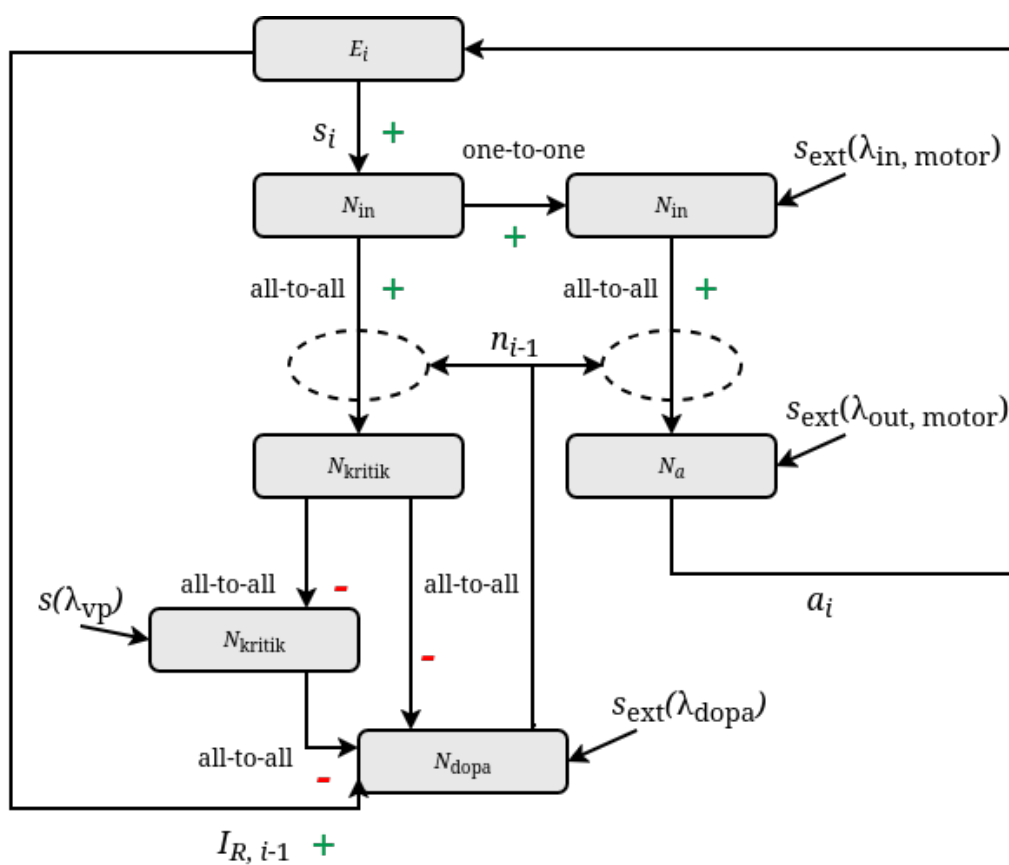 E_i
s_i +
one-to-one
s_ext(λ_in, motor)
N_in
N_in
+
all-to-all +
all-to-all +
n_i-1
s_ext(λ_out, motor)
N_kritik
N_a
all-to-all -
all-to-all
a_i
s(λ_vp)
N_kritik
-
s_ext(λ_dopa)
all-to-all
N_dopa
-
I_R, i-1 +